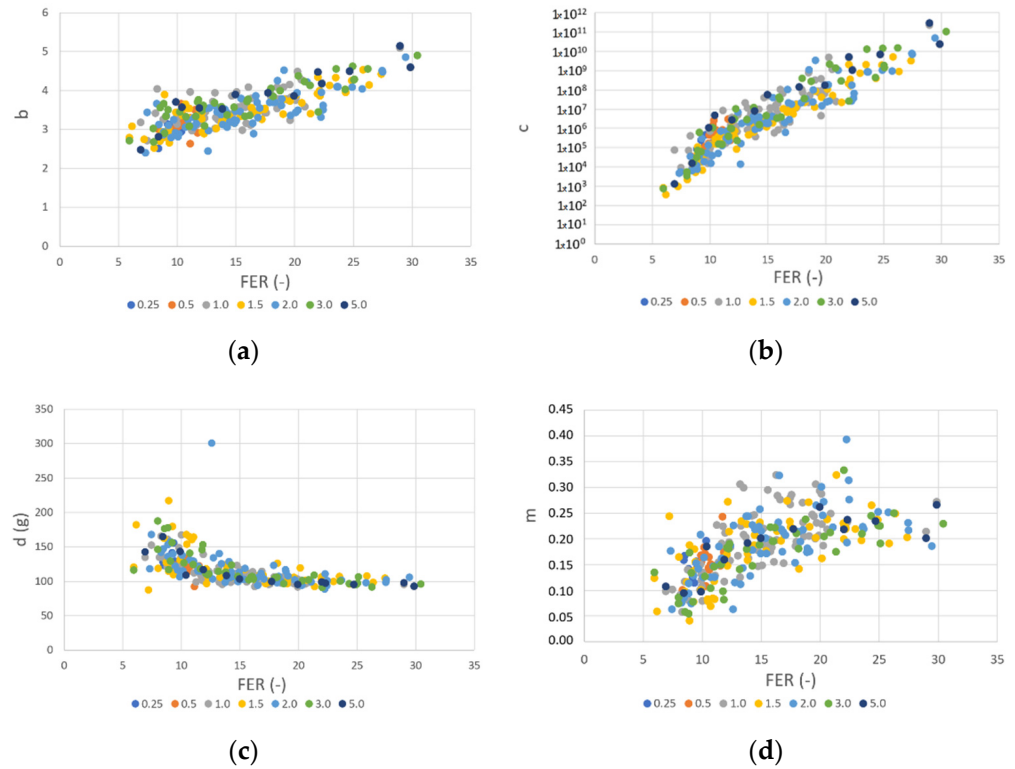 6
5
4
3
2
1
0
b
0 5 10 15 20 25 30 35
FER (-)
0.25 0.5 1.0 1.5 2.0 3.0 5.0
(a)
1×10¹²
1×10¹¹
1×10¹⁰
1×10⁹
1×10⁸
1×10⁷
1×10⁶
1×10⁵
1×10⁴
1×10³
1×10²
1×10¹
1×10⁰
c
0 5 10 15 20 25 30 35
FER (-)
0.25 0.5 1.0 1.5 2.0 3.0 5.0
(b)
350
300
250
200
150
100
50
0
d (g)
0 5 10 15 20 25 30 35
FER (-)
0.25 0.5 1.0 1.5 2.0 3.0 5.0
(c)
0.45
0.40
0.35
0.30
0.25
0.20
0.15
0.10
0.05
0.00
m
0 5 10 15 20 25 30 35
FER (-)
0.25 0.5 1.0 1.5 2.0 3.0 5.0
(d)